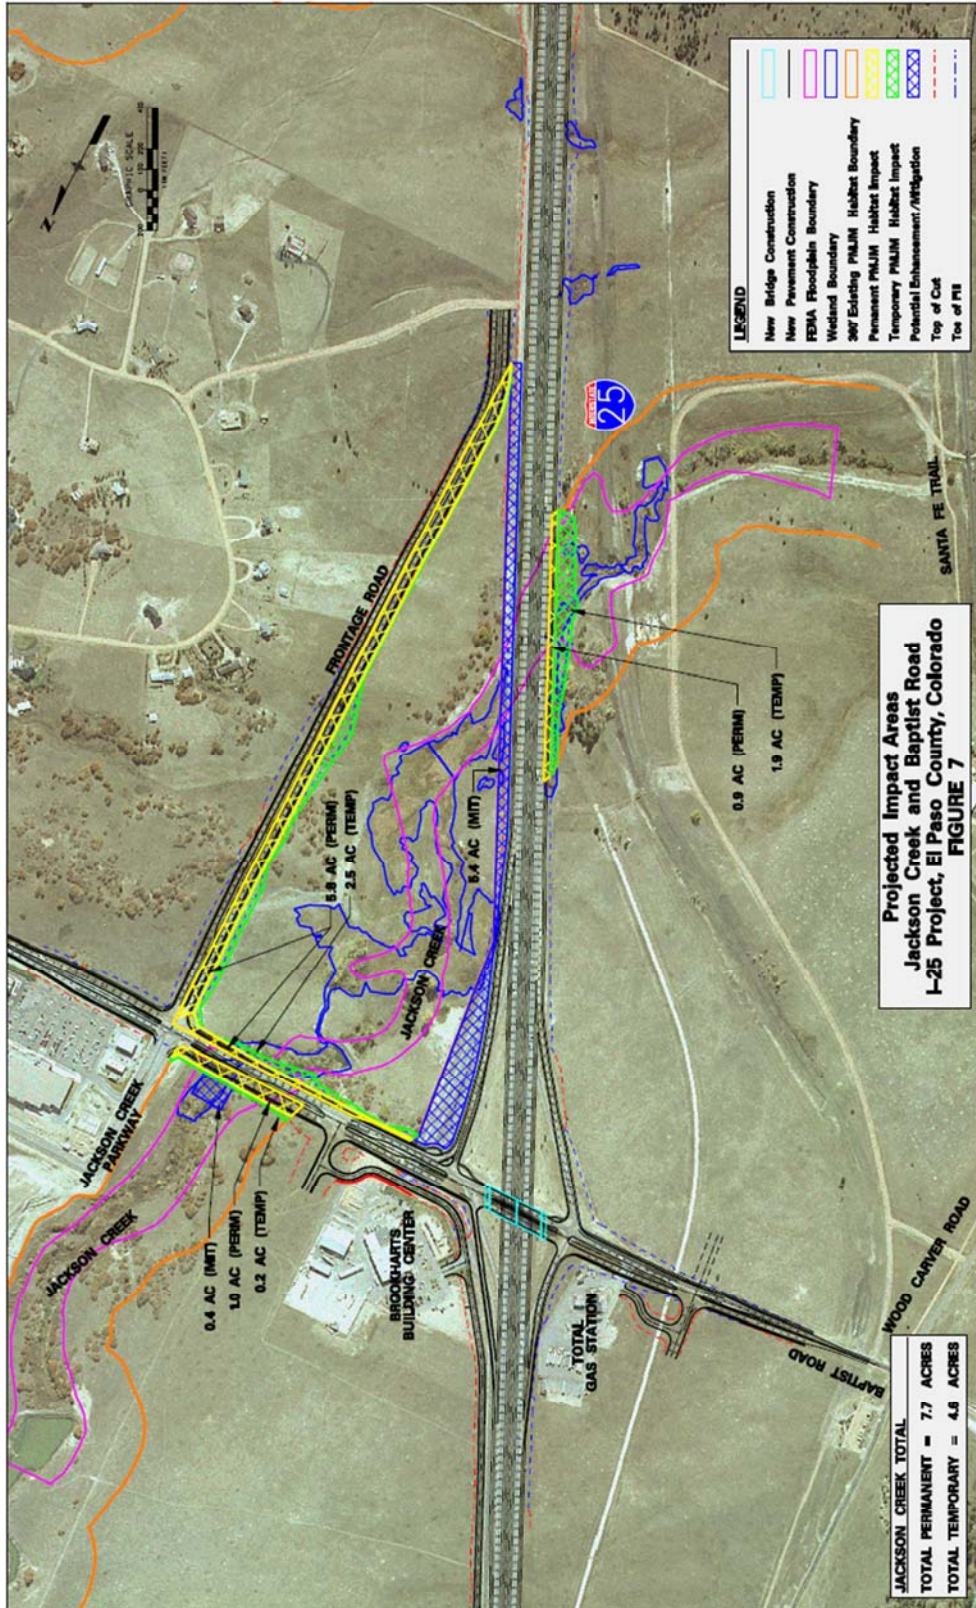 N
GRAPHIC SCALE
LEGEND
New Bridge Construction
New Pavement Construction
FEMA Floodplain Boundary
Wetland Boundary
300' Existing PMJM Habitat Boundary
Permanent PMJM Habitat Impact
Temporary PMJM Habitat Impact
Potential Enhancement/Mitigation
Top of Cut
Toe of Fill
JACKSON CREEK
PARKWAY
JACKSON CREEK
0.4 AC (MIT)
1.0 AC (PERM)
0.2 AC (TEMP)
BROOKHARTS
BUILDING CENTER
FRONTAGE ROAD
5.8 AC (PERM)
2.5 AC (TEMP)
JACKSON CREEK
5.4 AC (MIT)
INTERSTATE
25
0.9 AC (PERM)
1.9 AC (TEMP)
SANTA FE TRAIL
TOTAL
GAS STATION
BAPTIST ROAD
WOOD CARVER ROAD
JACKSON CREEK TOTAL
TOTAL PERMANENT = 7.7 ACRES
TOTAL TEMPORARY = 4.6 ACRES
Projected Impact Areas
Jackson Creek and Baptist Road
I-25 Project, El Paso County, Colorado
FIGURE 7